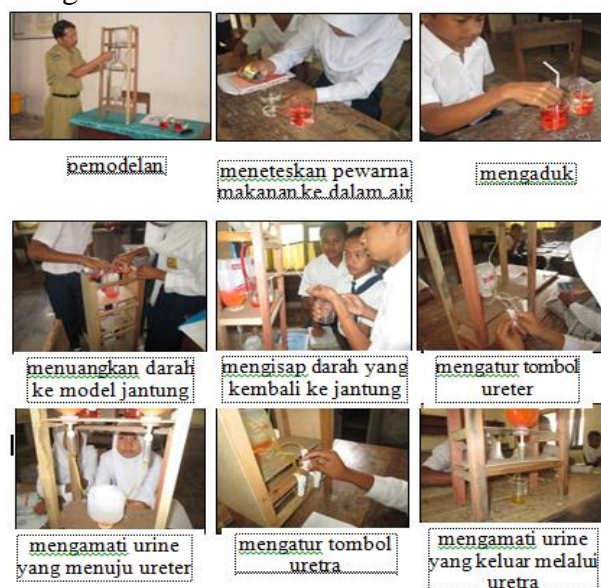 pemodelan
meneteskan pewarna
makanan ke dalam air
mengaduk
menuangkan darah
ke model jantung
mengisap darah yang
kembali ke jantung
mengatur tombol
ureter
mengamati urine
yang menuju ureter
mengatur tombol
uretra
mengamati urine
yang keluar melalui
uretra